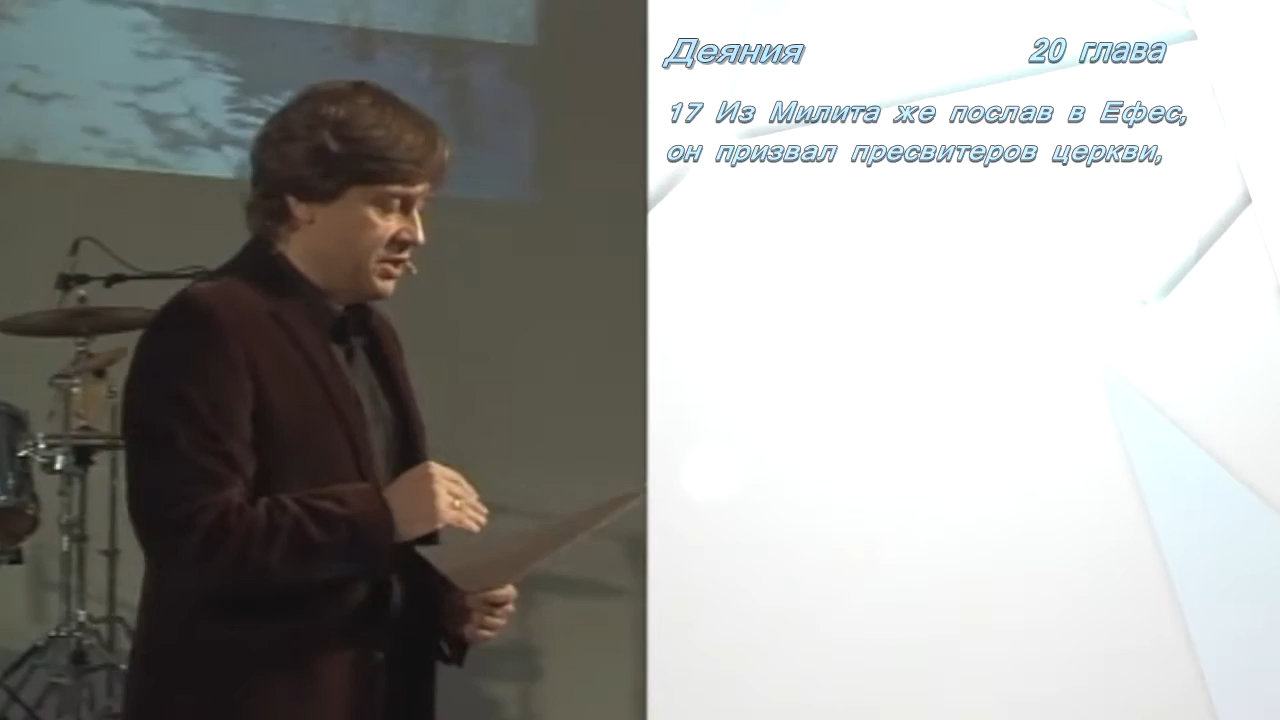 Деяния 20 глава
17 Из Милита же послав в Ефес,
он призвал пресвитеров церкви,